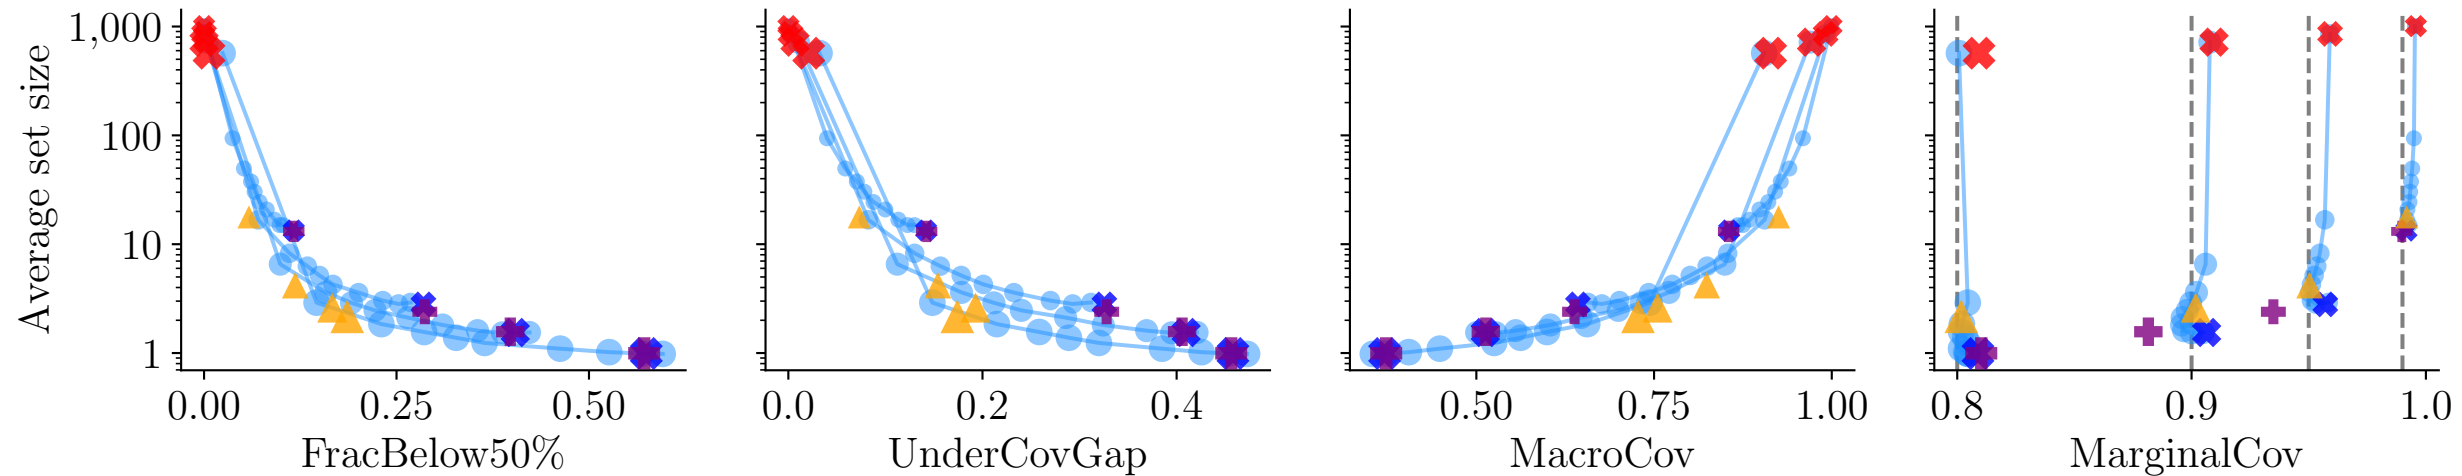 Average set size
1,000
100
10
1
0.00 0.25 0.50
FracBelow50%
0.0 0.2 0.4
UnderCovGap
0.50 0.75 1.00
MacroCov
0.8 0.9 1.0
MarginalCov